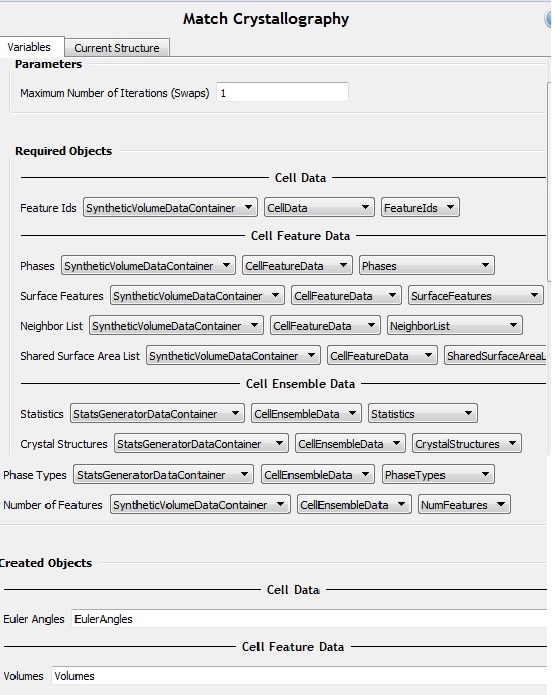 Match Crystallography
Variables Current Structure
Parameters
Maximum Number of Iterations (Swaps) 1
Required Objects
Cell Data
Feature Ids SyntheticVolumeDataContainer CellData FeatureIds
Cell Feature Data
Phases SyntheticVolumeDataContainer CellFeatureData Phases
Surface Features SyntheticVolumeDataContainer CellFeatureData SurfaceFeatures
Neighbor List SyntheticVolumeDataContainer CellFeatureData NeighborList
Shared Surface Area List SyntheticVolumeDataContainer CellFeatureData SharedSurfaceAreaL
Cell Ensemble Data
Statistics StatsGeneratorDataContainer CellEnsembleData Statistics
Crystal Structures StatsGeneratorDataContainer CellEnsembleData CrystalStructures
Phase Types StatsGeneratorDataContainer CellEnsembleData PhaseTypes
Number of Features SyntheticVolumeDataContainer CellEnsembleData NumFeatures
Created Objects
Cell Data
Euler Angles EulerAngles
Cell Feature Data
Volumes Volumes